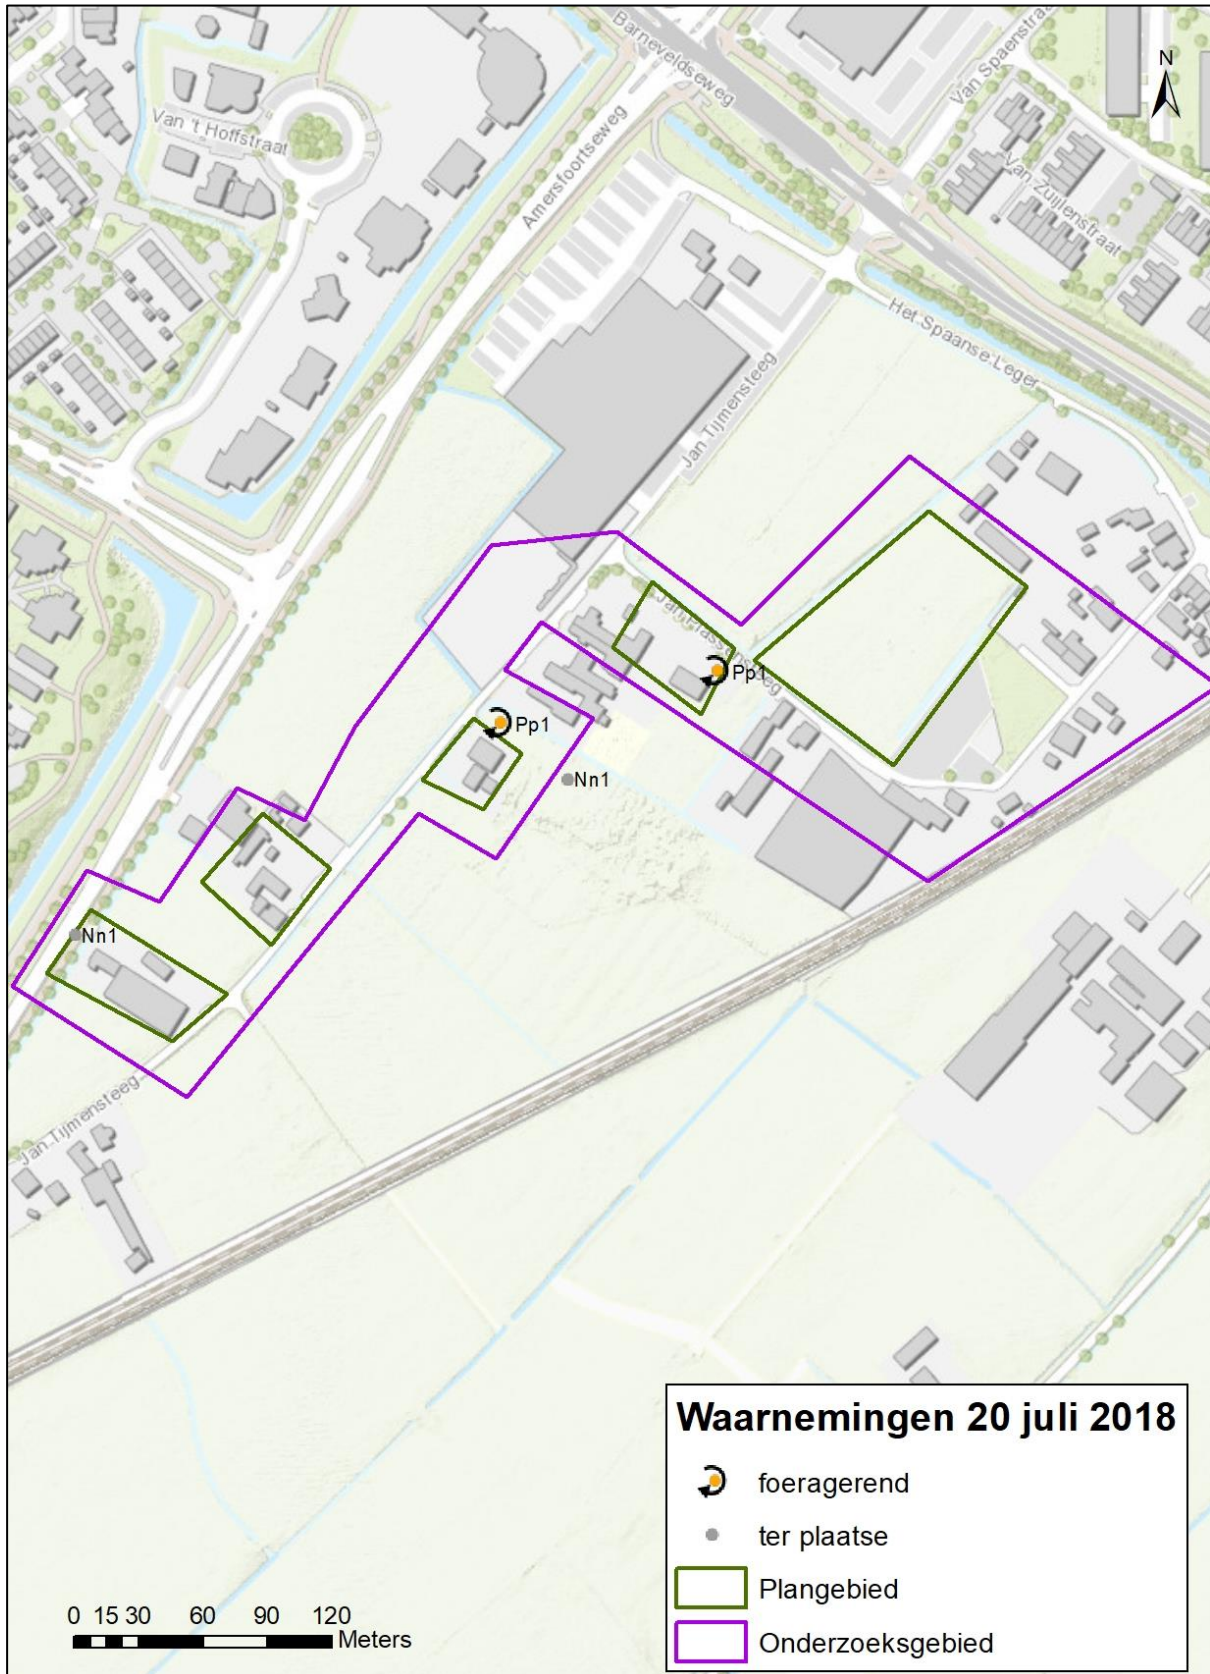 Barneveldseweg
Van Spaenstraat
N
Van 't Hoffstraat
Amersfoortseweg
Van Zuijlenstraat
Het Spaanse Leger
Jan Tijmensteeg
Pp1
Pp1
Nn1
Nn1
Jan Tijmensteeg
Waarnemingen 20 juli 2018
foeragerend
ter plaatse
Plangebied
Onderzoeksgebied
0 15 30 60 90 120
Meters